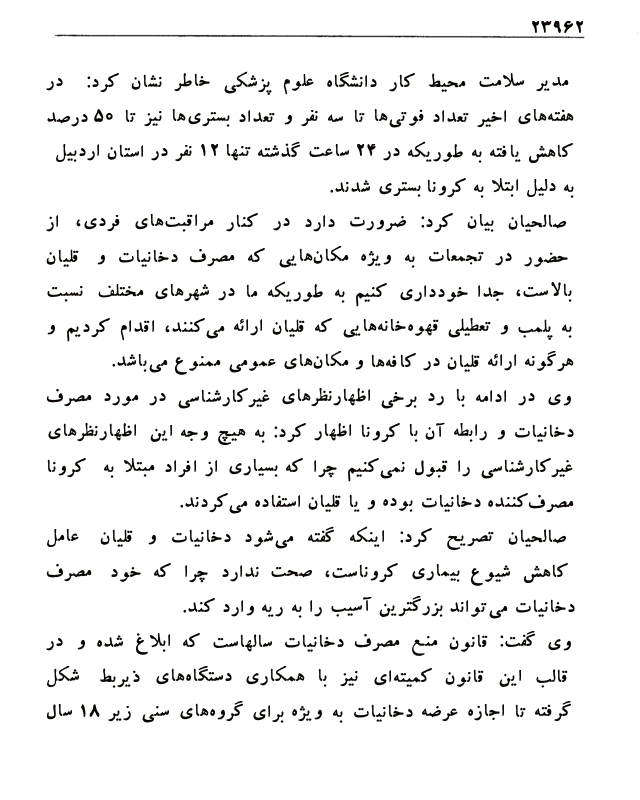 ۲۳۹۶۲
مدیر سلامت محیط کار دانشگاه علوم پزشکی خاطر نشان کرد: در
هفته‌های اخیر تعداد فوتی‌ها تا سه نفر و تعداد بستری‌ها نیز تا ۵۰ درصد
کاهش یافته به طوریکه در ۲۴ ساعت گذشته تنها ۱۲ نفر در استان اردبیل
به دلیل ابتلا به کرونا بستری شدند.
صالحیان بیان کرد: ضرورت دارد در کنار مراقبت‌های فردی، از
حضور در تجمعات به ویژه مکان‌هایی که مصرف دخانیات و قلیان
بالاست، جدا خودداری کنیم به طوریکه ما در شهرهای مختلف نسبت
به پلمب و تعطیلی قهوه‌خانه‌هایی که قلیان ارائه می‌کنند، اقدام کردیم و
هرگونه ارائه قلیان در کافه‌ها و مکان‌های عمومی ممنوع می‌باشد.
وی در ادامه با رد برخی اظهارنظرهای غیرکارشناسی در مورد مصرف
دخانیات و رابطه آن با کرونا اظهار کرد: به هیچ وجه این اظهارنظرهای
غیرکارشناسی را قبول نمی‌کنیم چرا که بسیاری از افراد مبتلا به کرونا
مصرف‌کننده دخانیات بوده و یا قلیان استفاده می‌کردند.
صالحیان تصریح کرد: اینکه گفته می‌شود دخانیات و قلیان عامل
کاهش شیوع بیماری کروناست، صحت ندارد چرا که خود مصرف
دخانیات می‌تواند بزرگترین آسیب را به ریه وارد کند.
وی گفت: قانون منع مصرف دخانیات سالهاست که ابلاغ شده و در
قالب این قانون کمیته‌ای نیز با همکاری دستگاه‌های ذیربط شکل
گرفته تا اجازه عرضه دخانیات به ویژه برای گروه‌های سنی زیر ۱۸ سال